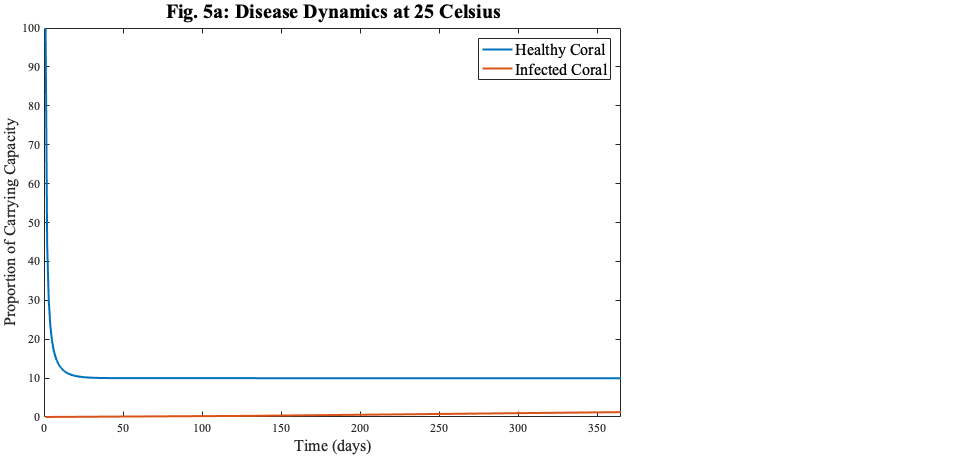 Fig. 5a: Disease Dynamics at 25 Celsius
Healthy Coral
Infected Coral
Proportion of Carrying Capacity
100
90
80
70
60
50
40
30
20
10
0
0 50 100 150 200 250 300 350
Time (days)